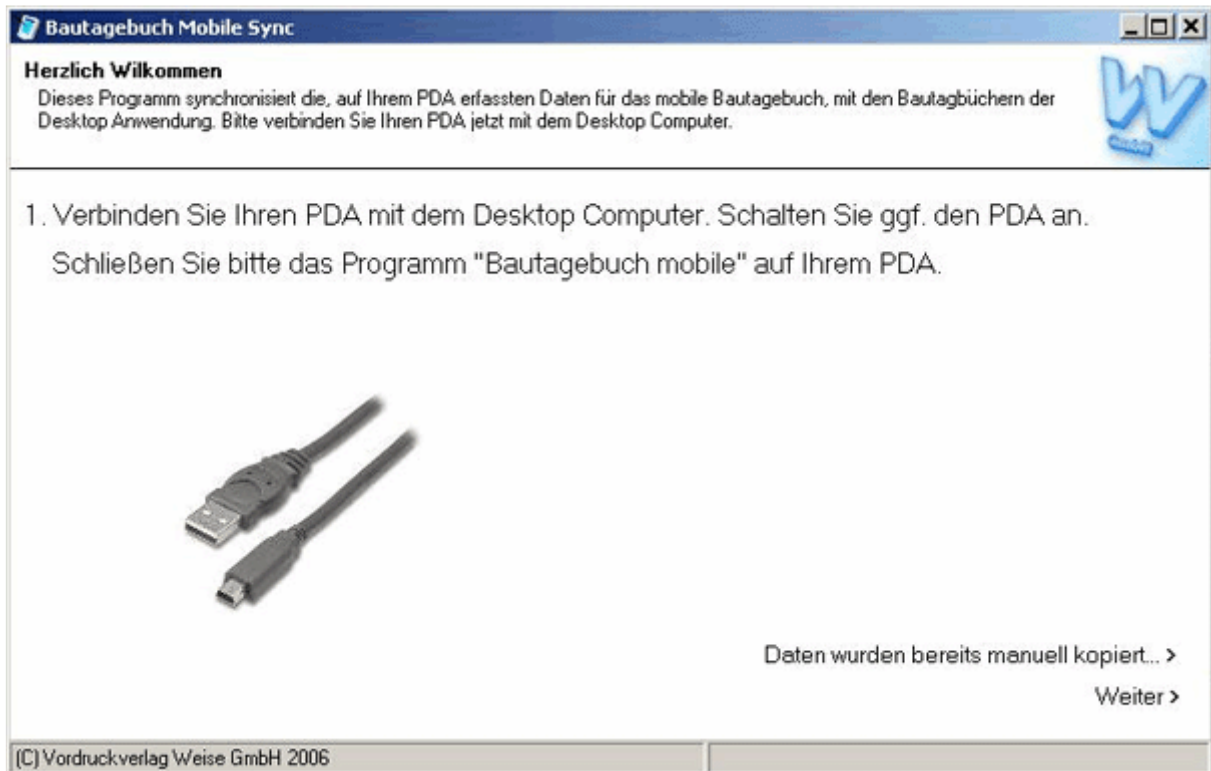 Bautagebuch Mobile Sync
Herzlich Wilkommen
Dieses Programm synchronisiert die, auf Ihrem PDA erfassten Daten für das mobile Bautagebuch, mit den Bautagbüchern der
Desktop Anwendung. Bitte verbinden Sie Ihren PDA jetzt mit dem Desktop Computer.
W
1. Verbinden Sie Ihren PDA mit dem Desktop Computer. Schalten Sie ggf. den PDA an.
Schließen Sie bitte das Programm "Bautagebuch mobile" auf Ihrem PDA.
Daten wurden bereits manuell kopiert... >
Weiter >
(C) Vordruckverlag Weise GmbH 2006